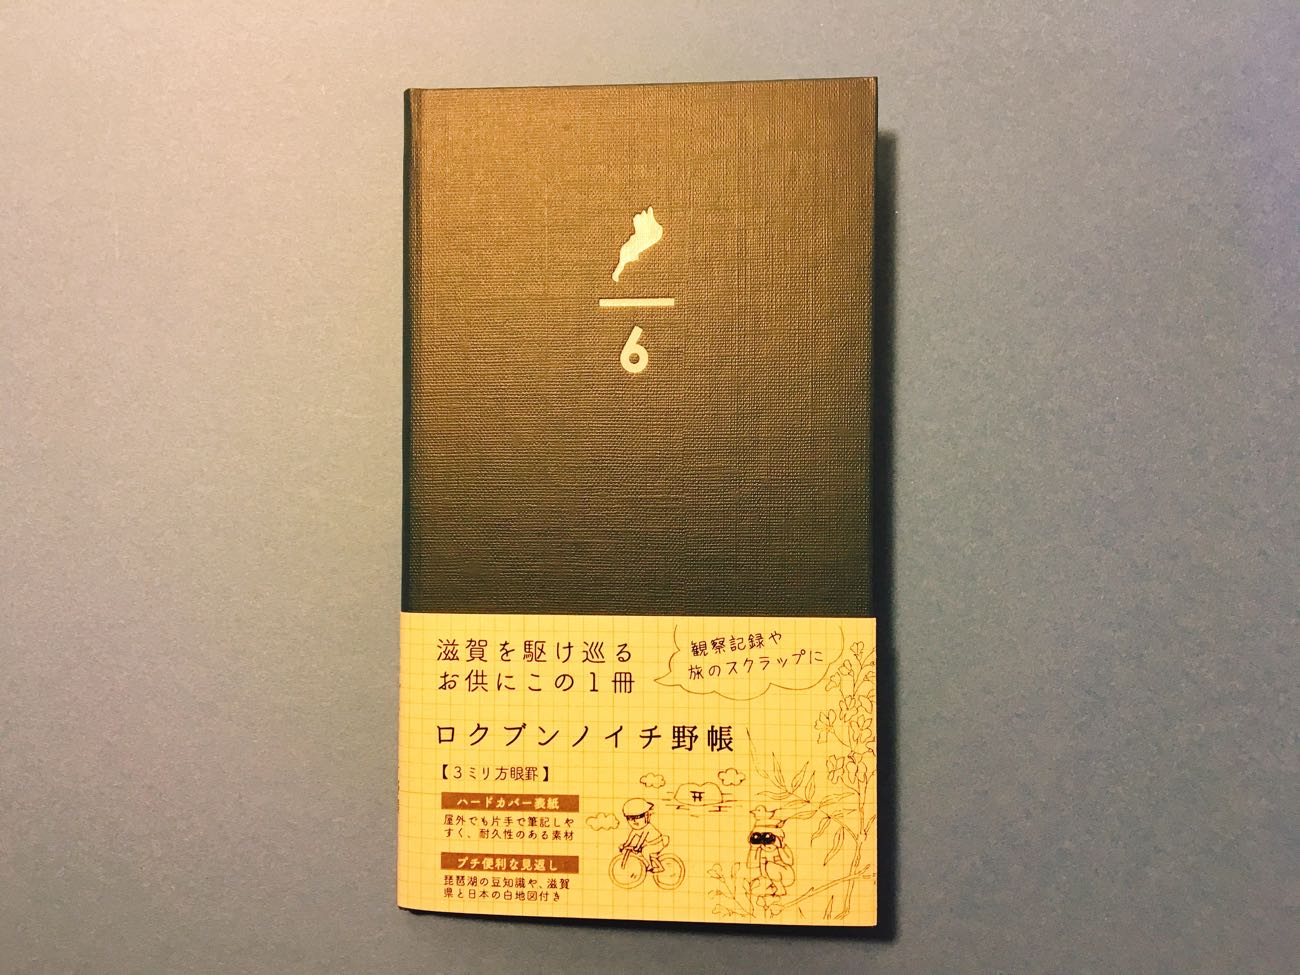 6
滋賀を駆け巡る
お供にこの1冊
観察記録や
旅のスクラップに
ロクブンノイチ野帳
【3ミリ方眼罫】
ハードカバー表紙
屋外でも片手で筆記しや
すく、耐久性のある素材
プチ便利な見返し
琵琶湖の豆知識や、滋賀
県と日本の白地図付き